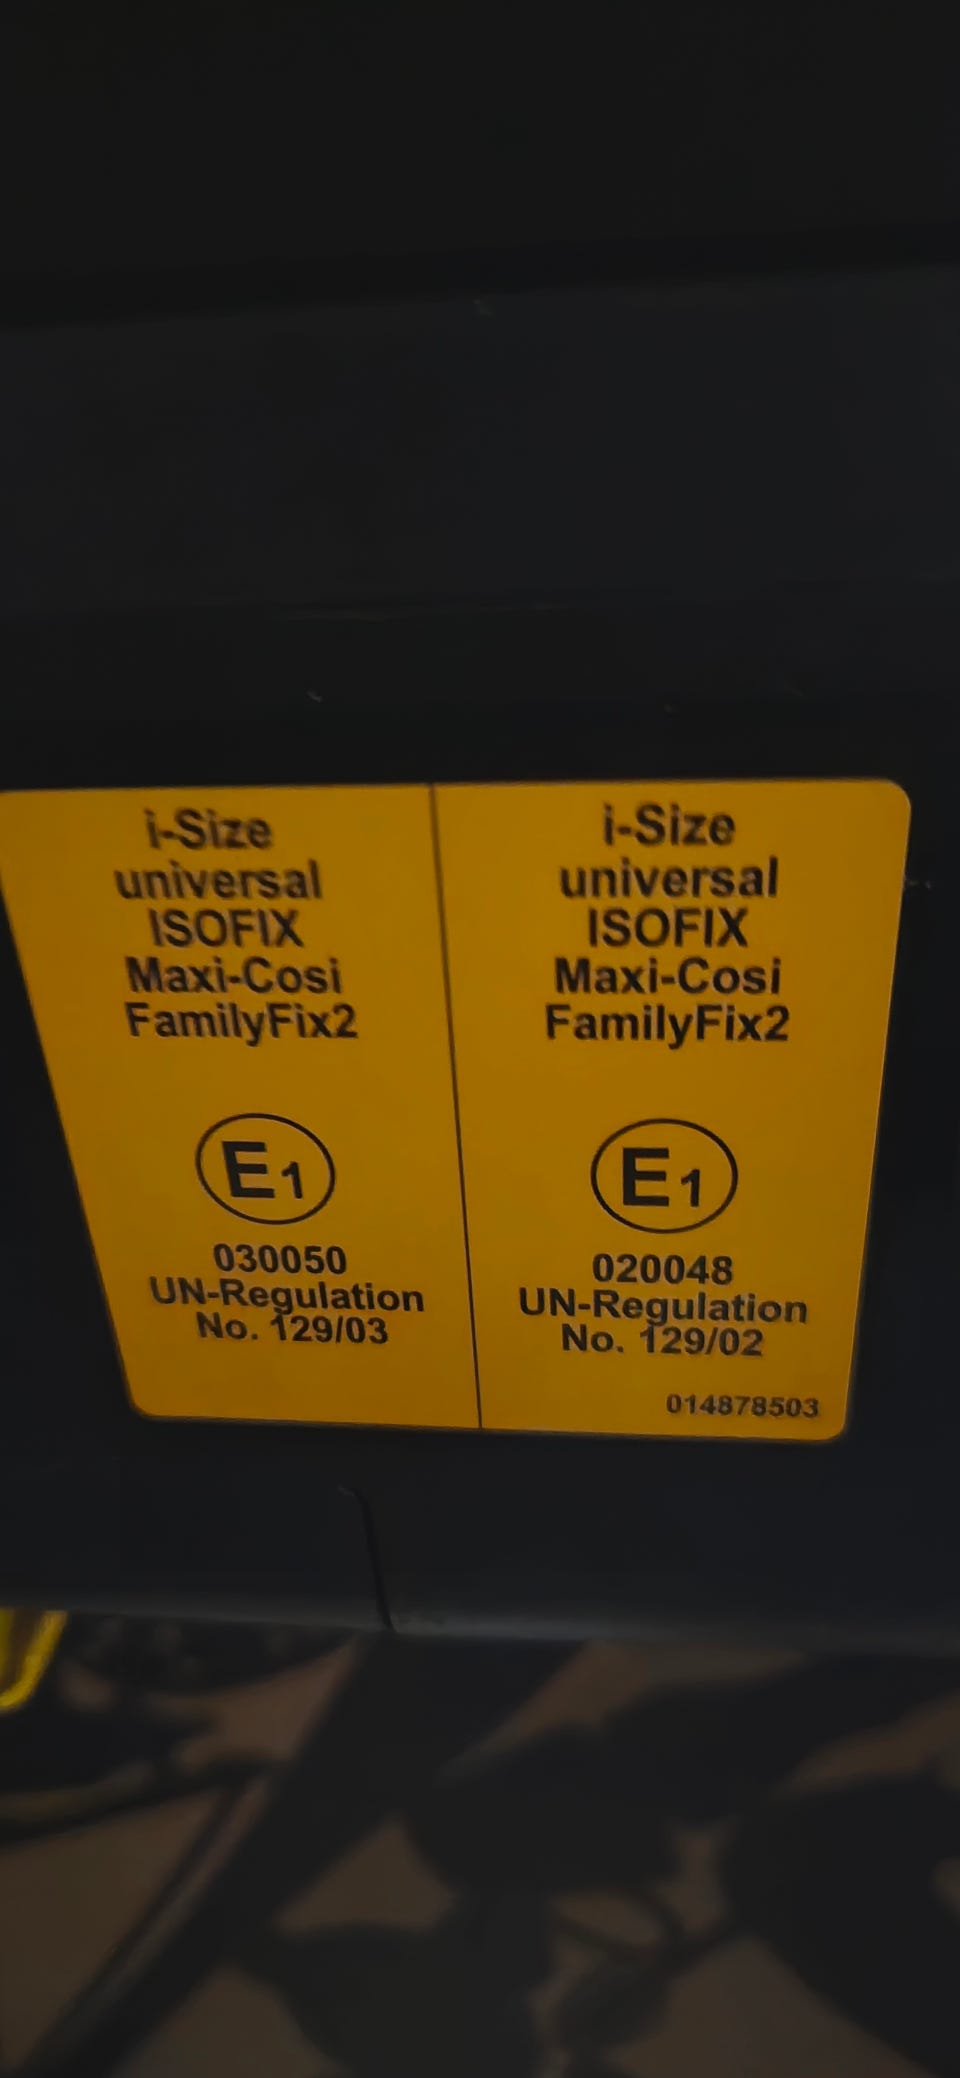 i-Size
universal
ISOFIX
Maxi-Cosi
FamilyFix2
E1
030050
UN-Regulation
No. 129/03
i-Size
universal
ISOFIX
Maxi-Cosi
FamilyFix2
E1
020048
UN-Regulation
No. 129/02
014878503